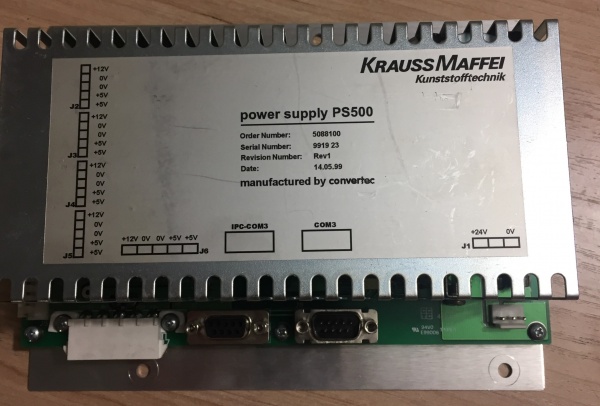 KRAUSS MAFFEI
Kunststofftechnik
power supply PS500
Order Number: 5088100
Serial Number: 9919 23
Revision Number: Rev1
Date: 14.05.99
manufactured by convertec
+12V
0V
0V
+5V
+5V
J2
+12V
0V
0V
+5V
+5V
J3
+12V
0V
0V
+5V
+5V
J4
+12V
0V
0V
+5V
+5V
J5
+12V 0V 0V +5V +5V
J6
IPC-COM3
COM3
+24V 0V
J1